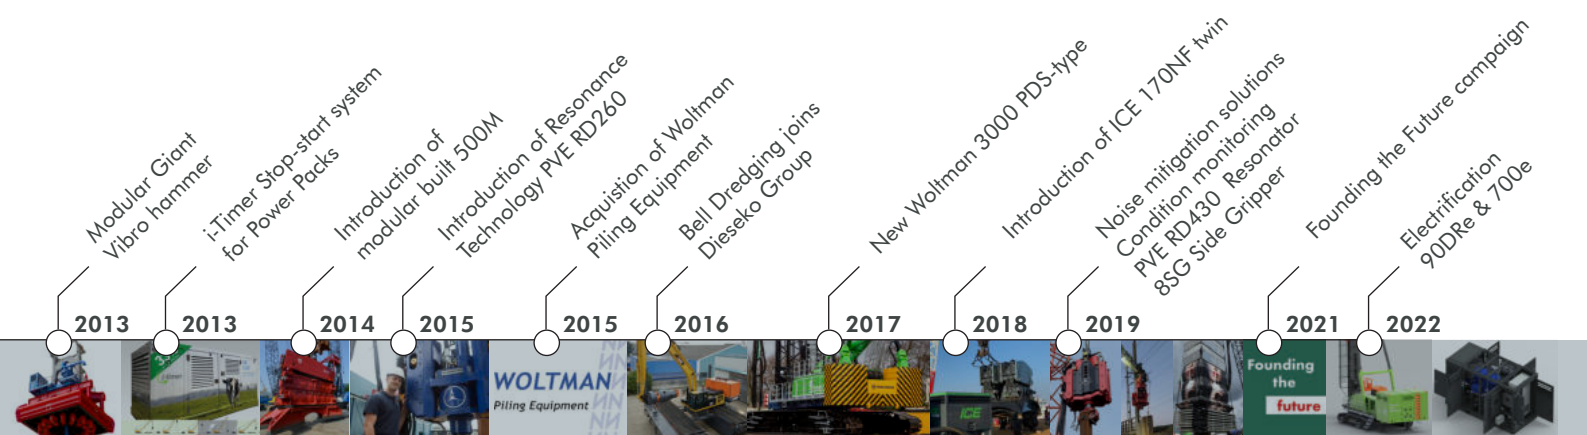 Modular Giant
Vibro hammer
2013
i-Timer Stop-start system
for Power Packs
2013
Introduction of
modular built 500M
2014
Introduction of Resonance
Technology PVE RD260
2015
Acquistion of Woltman
Piling Equipment
2015
Bell Dredging joins
Dieseko Group
2016
New Woltman 3000 PDS-type
2017
Introduction of ICE 170NF twin
2018
Noise mitigation solutions
Condition monitoring
PVE RD430 Resonator
8SG Side Gripper
2019
Founding the Future campaign
2021
Electrification
90DRe & 700e
2022
WOLTMAN
Piling Equipment
ICE
Founding
the
future